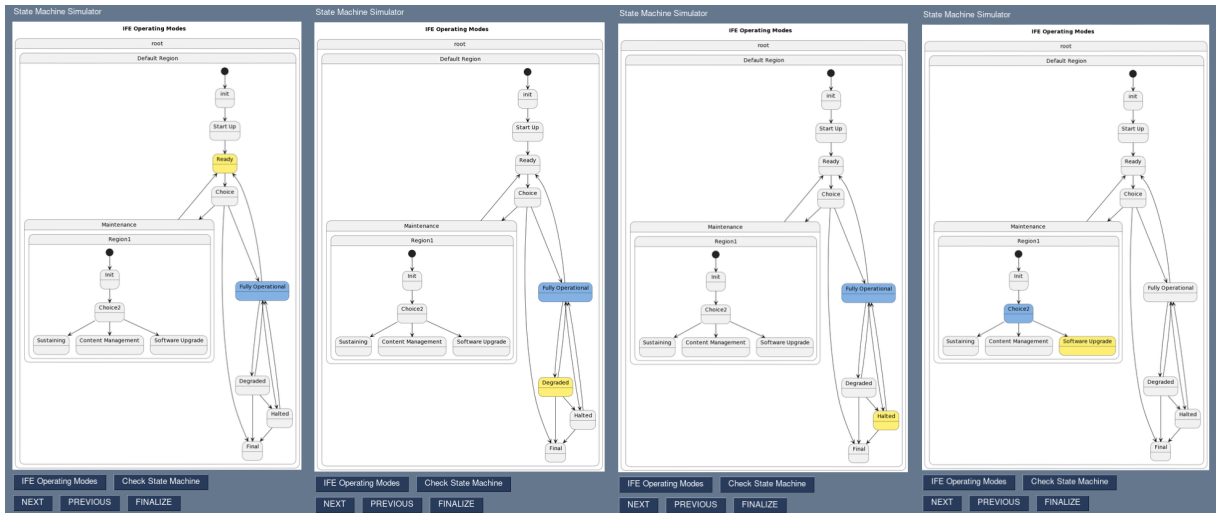 State Machine Simulator
IFE Operating Modes
root
Default Region
init
Start Up
Ready
Choice
Maintenance
Region1
Init
Fully Operational
Choice2
Sustaining
Content Management
Software Upgrade
Degraded
Halted
Final
IFE Operating Modes
Check State Machine
NEXT
PREVIOUS
FINALIZE
State Machine Simulator
IFE Operating Modes
root
Default Region
init
Start Up
Ready
Choice
Maintenance
Region1
Init
Fully Operational
Choice2
Sustaining
Content Management
Software Upgrade
Degraded
Halted
Final
IFE Operating Modes
Check State Machine
NEXT
PREVIOUS
FINALIZE
State Machine Simulator
IFE Operating Modes
root
Default Region
init
Start Up
Ready
Choice
Maintenance
Region1
Init
Fully Operational
Choice2
Sustaining
Content Management
Software Upgrade
Degraded
Halted
Final
IFE Operating Modes
Check State Machine
NEXT
PREVIOUS
FINALIZE
State Machine Simulator
IFE Operating Modes
root
Default Region
init
Start Up
Ready
Choice
Maintenance
Region1
Init
Fully Operational
Choice2
Sustaining
Content Management
Software Upgrade
Degraded
Halted
Final
IFE Operating Modes
Check State Machine
NEXT
PREVIOUS
FINALIZE